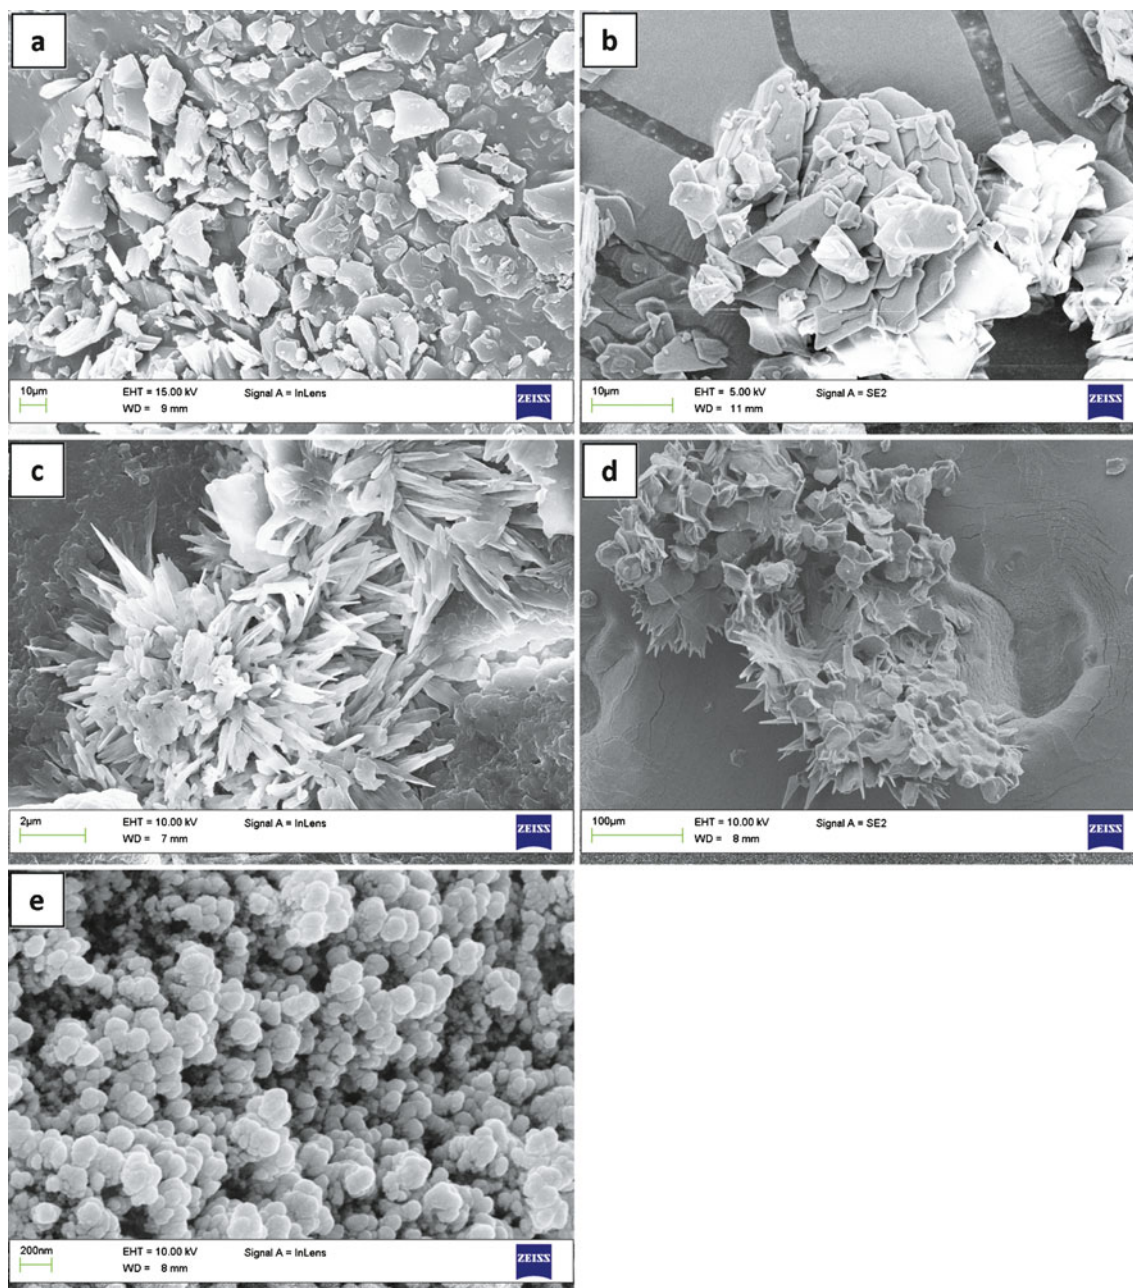 a
10µm
EHT = 15.00 kV
Signal A = InLens
WD = 9 mm
ZEISS
b
10µm
EHT = 5.00 kV
Signal A = SE2
WD = 11 mm
ZEISS
c
2µm
EHT = 10.00 kV
Signal A = InLens
WD = 7 mm
ZEISS
d
100µm
EHT = 10.00 kV
Signal A = SE2
WD = 8 mm
ZEISS
e
200nm
EHT = 10.00 kV
Signal A = InLens
WD = 8 mm
ZEISS